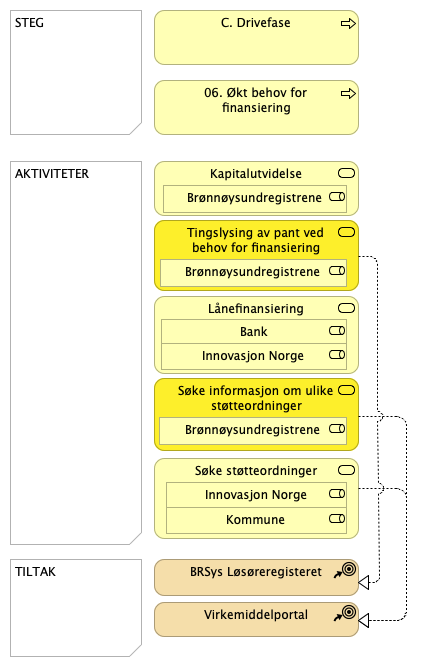 STEG
C. Drivefase
06. Økt behov for
finansiering
AKTIVITETER
Kapitalutvidelse
Brønnøysundregistrene
Tingslysing av pant ved
behov for finansiering
Brønnøysundregistrene
Lånefinansiering
Bank
Innovasjon Norge
Søke informasjon om ulike
støtteordninger
Brønnøysundregistrene
Søke støtteordninger
Innovasjon Norge
Kommune
TILTAK
BRSys Løsøreregisteret
Virkemiddelportal